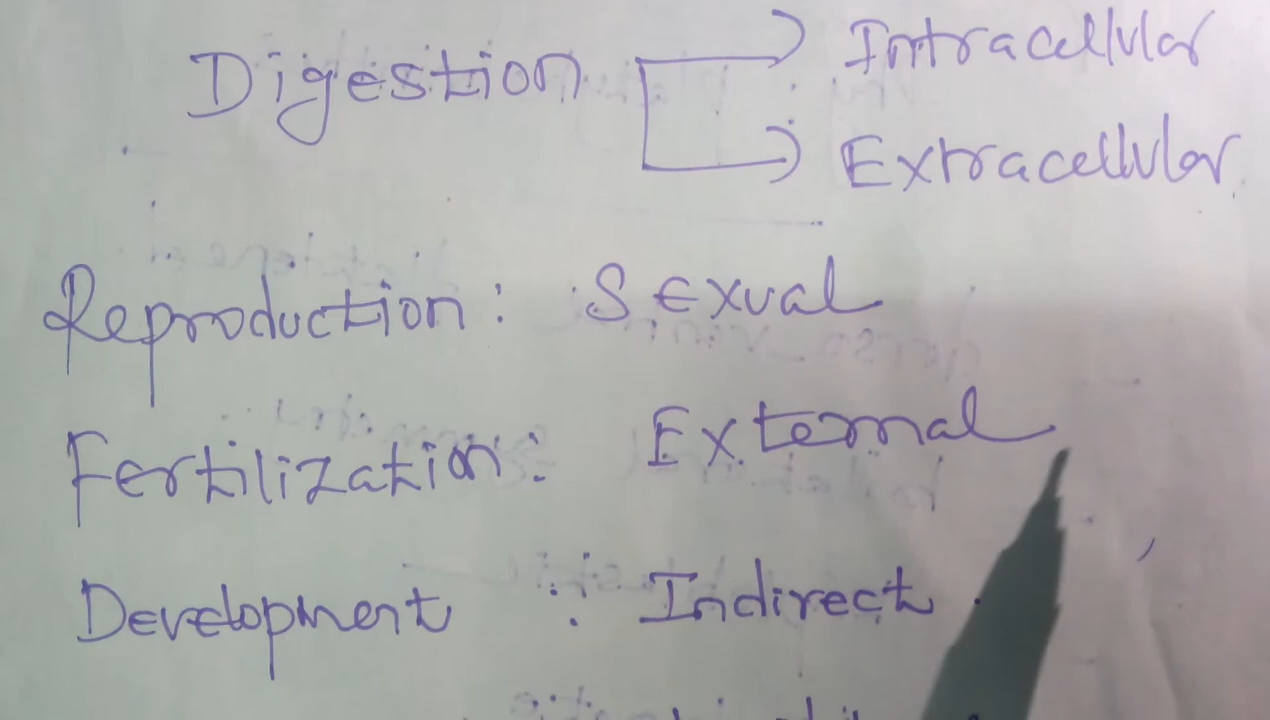 Digestion → Intracellular
→ Extracellular
Reproduction: Sexual
Fertilization: External
Development : Indirect